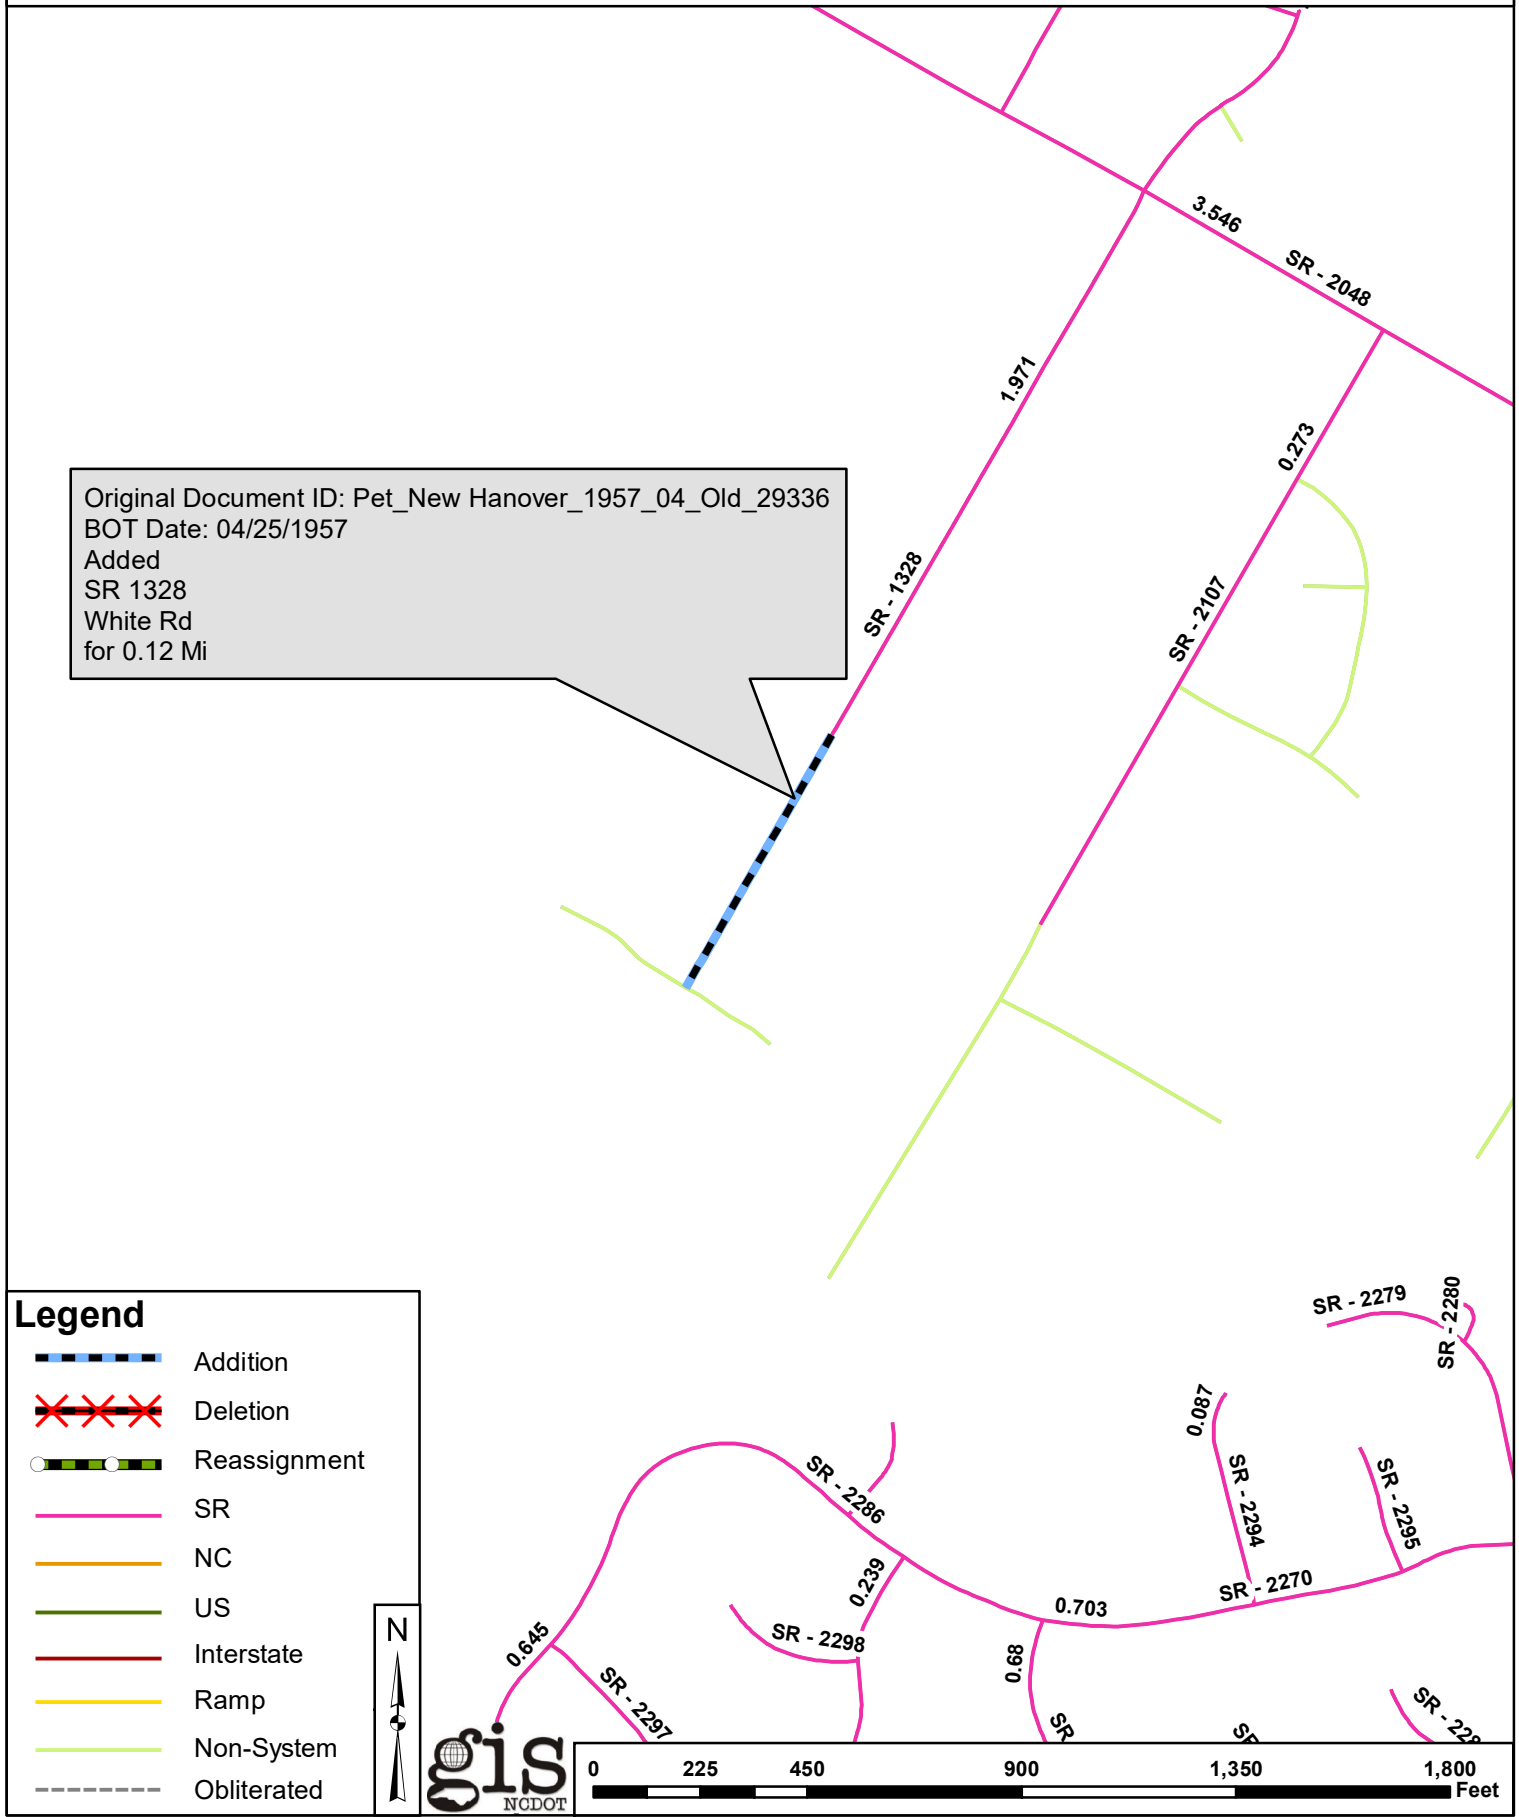 3.546
SR - 2048
1.971
0.273
Original Document ID: Pet_New Hanover_1957_04_Old_29336
BOT Date: 04/25/1957
Added
SR 1328
White Rd
for 0.12 Mi
SR - 1328
SR - 2107
SR - 2279
SR - 2280
0.087
SR - 2286
SR - 2294
SR - 2295
0.239
SR - 2270
0.703
0.645
SR - 2298
0.68
SR - 2297
SR
SR
SR - 228
Legend
Addition
Deletion
Reassignment
SR
NC
US
Interstate
Ramp
Non-System
Obliterated
N
gis
NCDOT
0 225 450 900 1,350 1,800
Feet